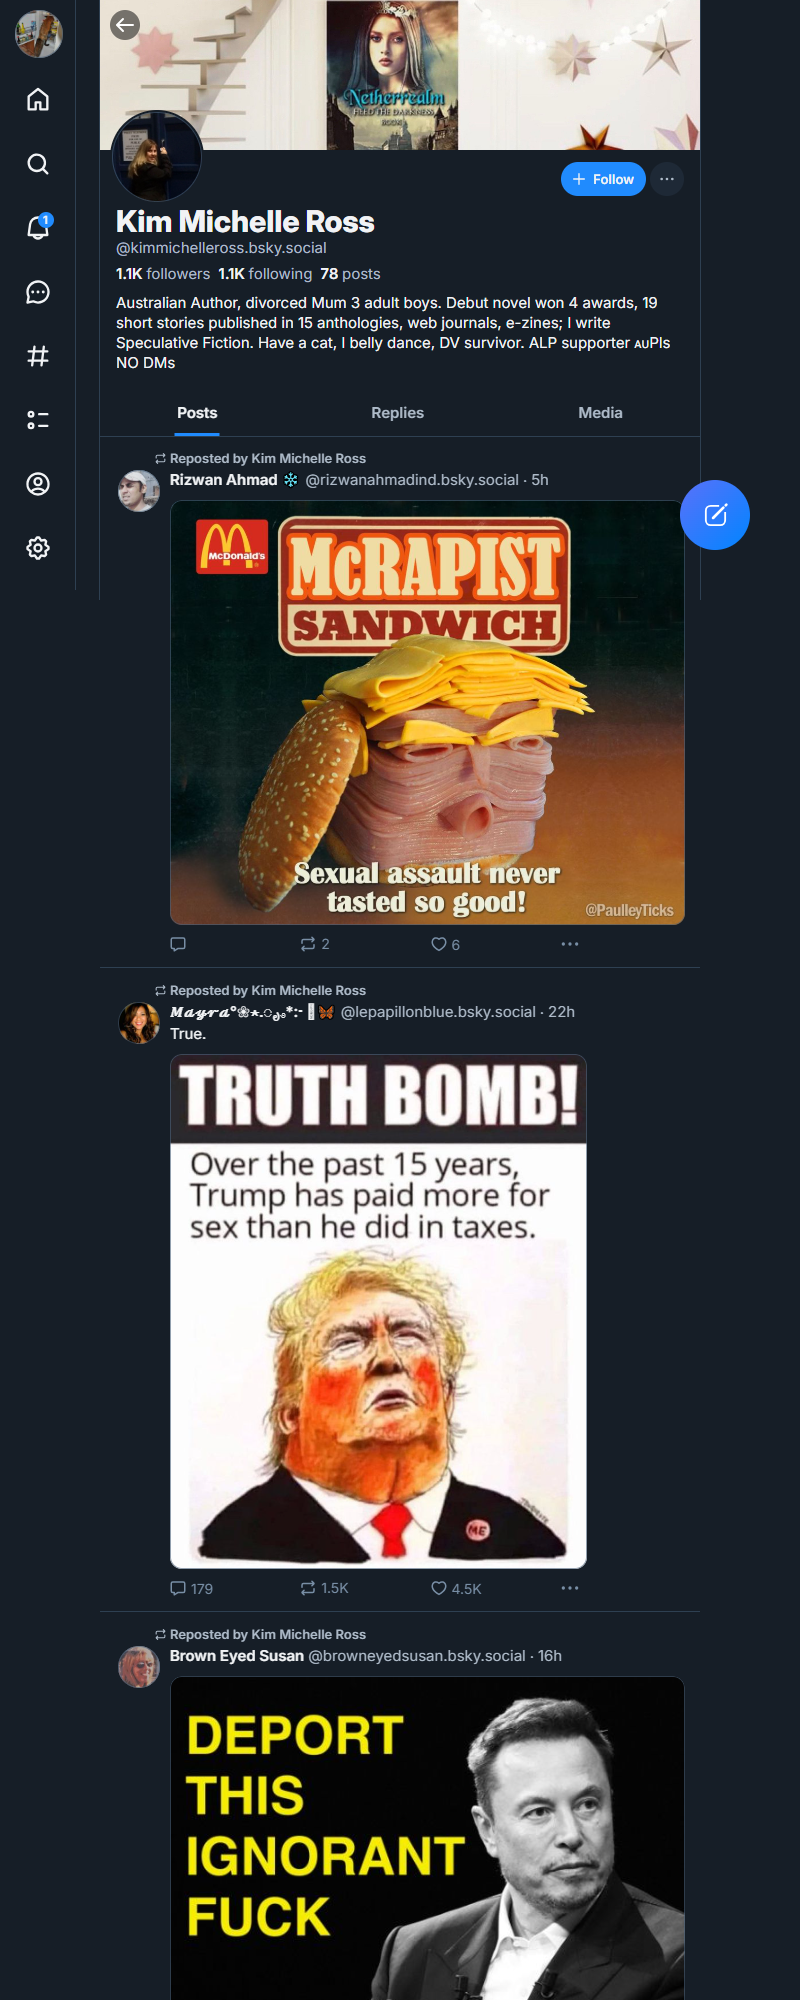 Netherrealm
FEED THE DARKNESS
BOOK 1
+ Follow
1
Kim Michelle Ross
@kimmichelleross.bsky.social
1.1K followers 1.1K following 78 posts
Australian Author, divorced Mum 3 adult boys. Debut novel won 4 awards, 19
short stories published in 15 anthologies, web journals, e-zines; I write
Speculative Fiction. Have a cat, I belly dance, DV survivor. ALP supporter ᴀᴜPls
NO DMs
Posts Replies Media
Reposted by Kim Michelle Ross
Rizwan Ahmad @rizwanahmadind.bsky.social · 5h
McDonald's
McRAPIST
SANDWICH
Sexual assault never
tasted so good!
@PaulleyTicks
2 6
Reposted by Kim Michelle Ross
𝓜𝓪𝔂𝓻𝓪 @lepapillonblue.bsky.social · 22h
True.
TRUTH BOMB!
Over the past 15 years,
Trump has paid more for
sex than he did in taxes.
ME
179 1.5K 4.5K
Reposted by Kim Michelle Ross
Brown Eyed Susan @browneyedsusan.bsky.social · 16h
DEPORT
THIS
IGNORANT
FUCK